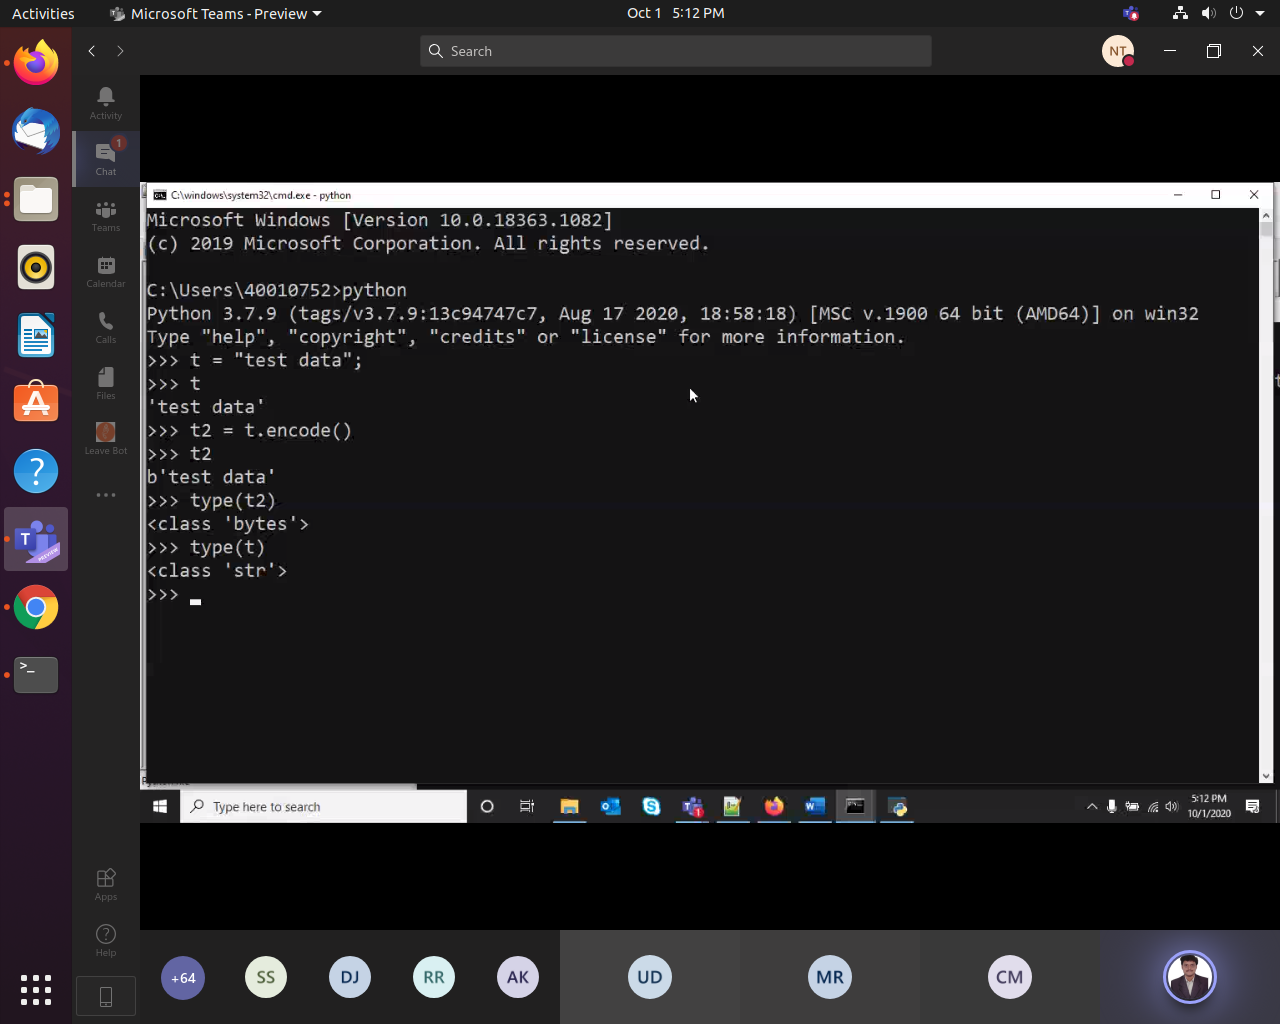 Activities
Microsoft Teams - Preview
Oct 1 5:12 PM
Search
NT
Activity
1
Chat
Teams
Calendar
Calls
Files
Leave Bot
C:\windows\system32\cmd.exe - python
Microsoft Windows [Version 10.0.18363.1082]
(c) 2019 Microsoft Corporation. All rights reserved.
C:\Users\40010752>python
Python 3.7.9 (tags/v3.7.9:13c94747c7, Aug 17 2020, 18:58:18) [MSC v.1900 64 bit (AMD64)] on win32
Type "help", "copyright", "credits" or "license" for more information.
>>> t = "test data";
>>> t
'test data'
>>> t2 = t.encode()
>>> t2
b'test data'
>>> type(t2)
<class 'bytes'>
>>> type(t)
<class 'str'>
>>>
Type here to search
5:12 PM
10/1/2020
Apps
Help
+64
SS
DJ
RR
AK
UD
MR
CM